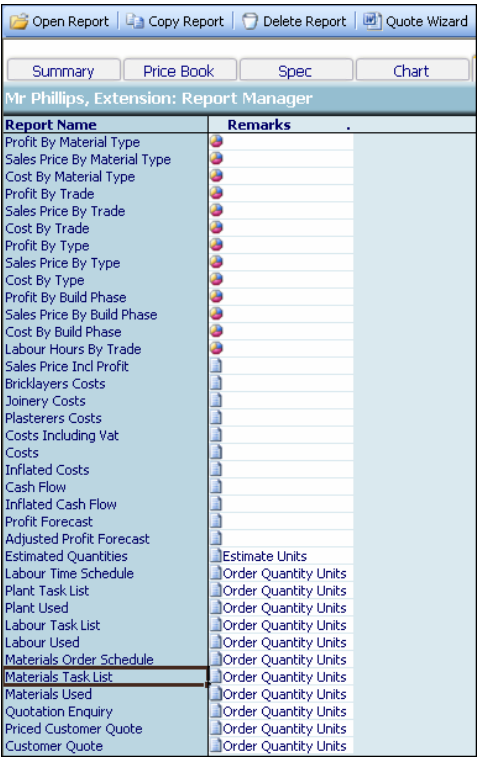 Open Report Copy Report Delete Report Quote Wizard
Summary Price Book Spec Chart
Mr Phillips, Extension: Report Manager
Report Name Remarks .
Profit By Material Type
Sales Price By Material Type
Cost By Material Type
Profit By Trade
Sales Price By Trade
Cost By Trade
Profit By Type
Sales Price By Type
Cost By Type
Profit By Build Phase
Sales Price By Build Phase
Cost By Build Phase
Labour Hours By Trade
Sales Price Incl Profit
Bricklayers Costs
Joinery Costs
Plasterers Costs
Costs Including Vat
Costs
Inflated Costs
Cash Flow
Inflated Cash Flow
Profit Forecast
Adjusted Profit Forecast
Estimated Quantities Estimate Units
Labour Time Schedule Order Quantity Units
Plant Task List Order Quantity Units
Plant Used Order Quantity Units
Labour Task List Order Quantity Units
Labour Used Order Quantity Units
Materials Order Schedule Order Quantity Units
Materials Task List Order Quantity Units
Materials Used Order Quantity Units
Quotation Enquiry Order Quantity Units
Priced Customer Quote Order Quantity Units
Customer Quote Order Quantity Units